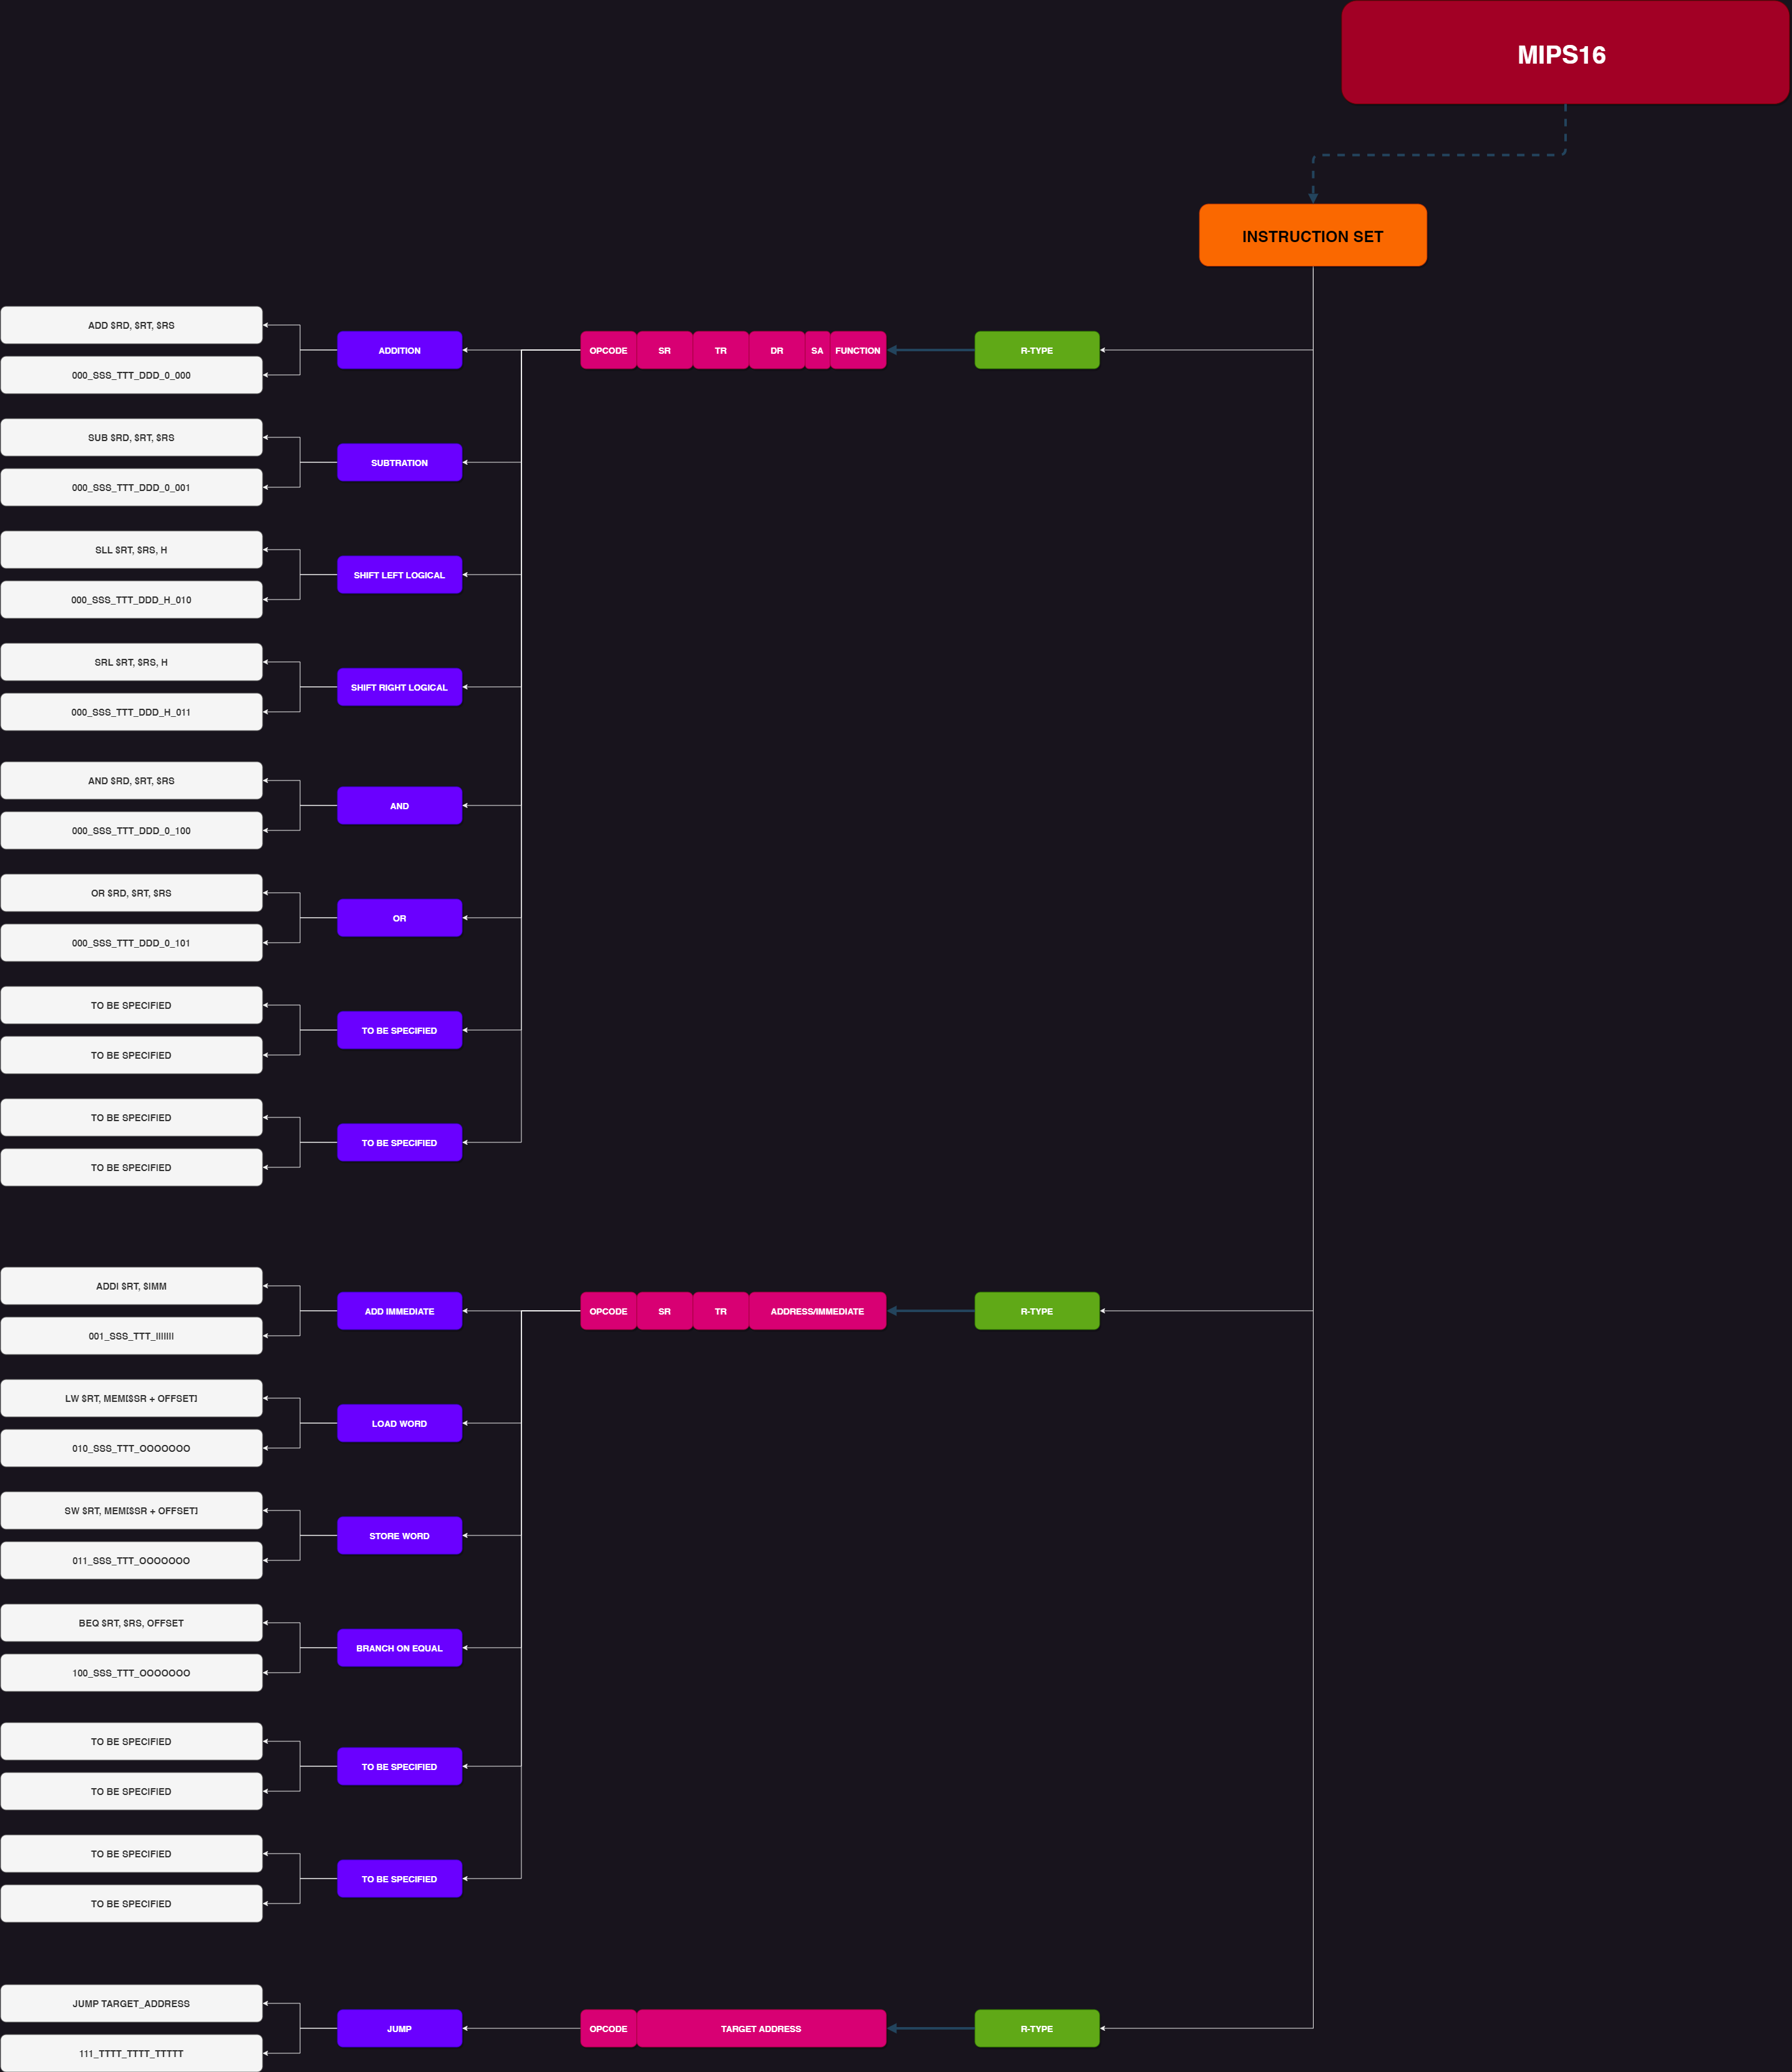 MIPS16
INSTRUCTION SET
ADD $RD, $RT, $RS
ADDITION
OPCODE SR TR DR SA FUNCTION
R-TYPE
000_SSS_TTT_DDD_0_000
SUB $RD, $RT, $RS
SUBTRATION
000_SSS_TTT_DDD_0_001
SLL $RT, $RS, H
SHIFT LEFT LOGICAL
000_SSS_TTT_DDD_H_010
SRL $RT, $RS, H
SHIFT RIGHT LOGICAL
000_SSS_TTT_DDD_H_011
AND $RD, $RT, $RS
AND
000_SSS_TTT_DDD_0_100
OR $RD, $RT, $RS
OR
000_SSS_TTT_DDD_0_101
TO BE SPECIFIED
TO BE SPECIFIED
TO BE SPECIFIED
TO BE SPECIFIED
TO BE SPECIFIED
TO BE SPECIFIED
ADDI $RT, $IMM
ADD IMMEDIATE
OPCODE SR TR ADDRESS/IMMEDIATE
R-TYPE
001_SSS_TTT_IIIIIII
LW $RT, MEM[$SR + OFFSET]
LOAD WORD
010_SSS_TTT_OOOOOOO
SW $RT, MEM[$SR + OFFSET]
STORE WORD
011_SSS_TTT_OOOOOOO
BEQ $RT, $RS, OFFSET
BRANCH ON EQUAL
100_SSS_TTT_OOOOOOO
TO BE SPECIFIED
TO BE SPECIFIED
TO BE SPECIFIED
TO BE SPECIFIED
TO BE SPECIFIED
TO BE SPECIFIED
JUMP TARGET_ADDRESS
JUMP
OPCODE TARGET ADDRESS
R-TYPE
111_TTTT_TTTT_TTTTT